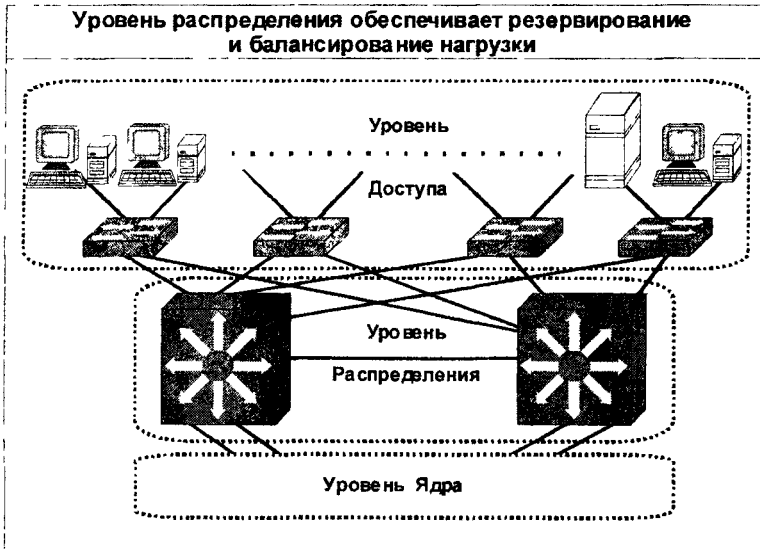 Уровень распределения обеспечивает резервирование
и балансирование нагрузки
Уровень
Доступа
Уровень
Распределения
Уровень Ядра